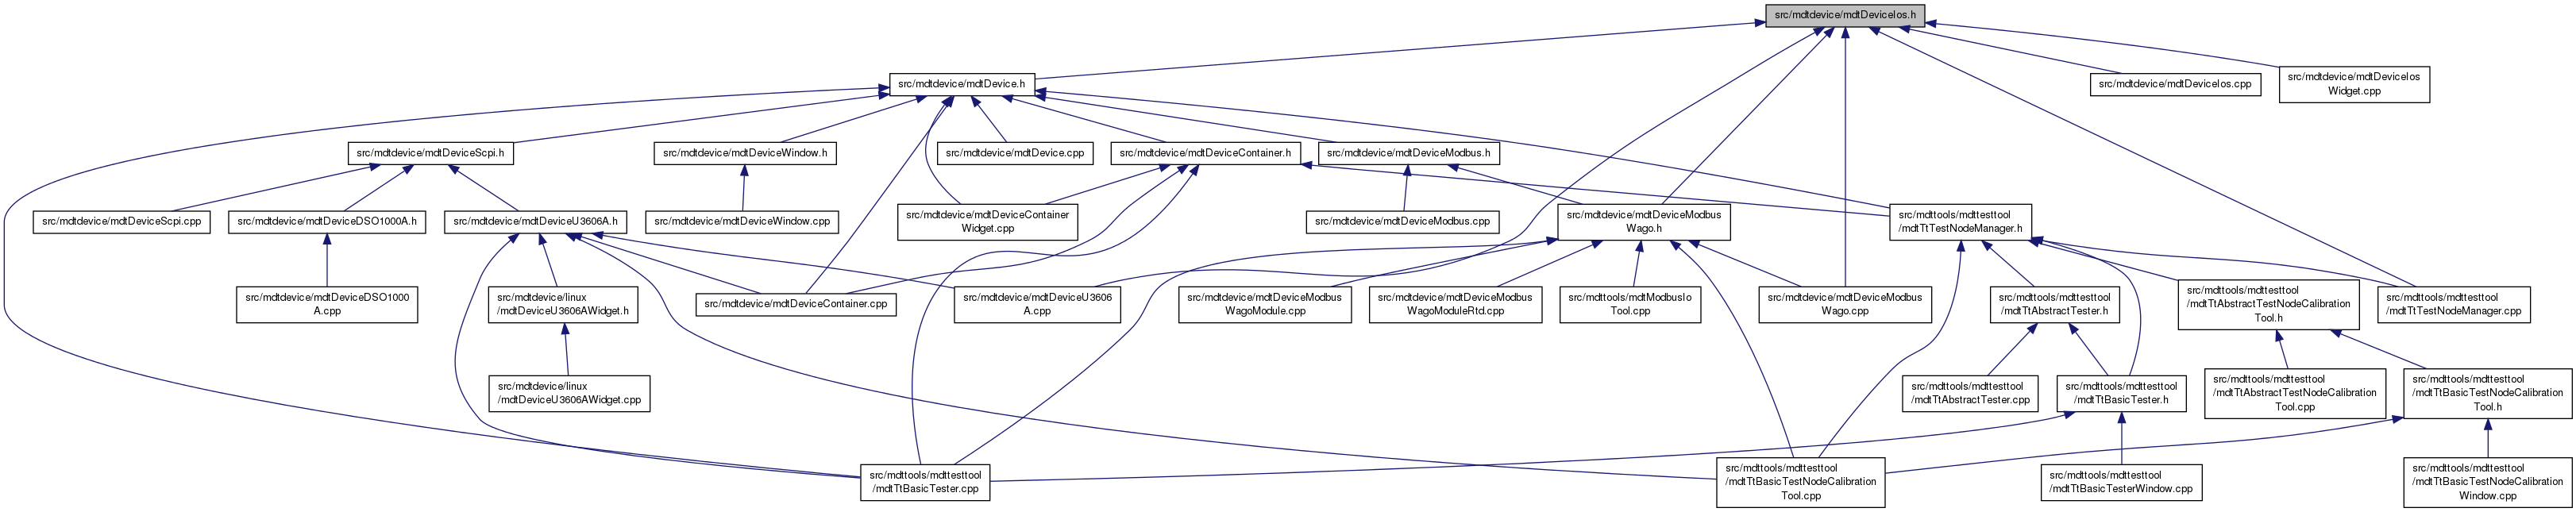 src/mdtdevice/mdtDeviceIos.h
src/mdtdevice/mdtDevice.h
src/mdtdevice/mdtDeviceIos.cpp
src/mdtdevice/mdtDeviceIos
Widget.cpp
src/mdtdevice/mdtDeviceScpi.h
src/mdtdevice/mdtDeviceWindow.h
src/mdtdevice/mdtDevice.cpp
src/mdtdevice/mdtDeviceContainer.h
src/mdtdevice/mdtDeviceModbus.h
src/mdtdevice/mdtDeviceScpi.cpp
src/mdtdevice/mdtDeviceDSO1000A.h
src/mdtdevice/mdtDeviceU3606A.h
src/mdtdevice/mdtDeviceWindow.cpp
src/mdtdevice/mdtDeviceContainer
Widget.cpp
src/mdtdevice/mdtDeviceModbus.cpp
src/mdtdevice/mdtDeviceModbus
Wago.h
src/mdttools/mdttesttool
/mdtTtTestNodeManager.h
src/mdtdevice/mdtDeviceDSO1000
A.cpp
src/mdtdevice/linux
/mdtDeviceU3606AWidget.h
src/mdtdevice/mdtDeviceContainer.cpp
src/mdtdevice/mdtDeviceU3606
A.cpp
src/mdtdevice/mdtDeviceModbus
WagoModule.cpp
src/mdtdevice/mdtDeviceModbus
WagoModuleRtd.cpp
src/mdttools/mdtModbusIo
Tool.cpp
src/mdtdevice/mdtDeviceModbus
Wago.cpp
src/mdttools/mdttesttool
/mdtTtAbstractTester.h
src/mdttools/mdttesttool
/mdtTtAbstractTestNodeCalibration
Tool.h
src/mdttools/mdttesttool
/mdtTtTestNodeManager.cpp
src/mdtdevice/linux
/mdtDeviceU3606AWidget.cpp
src/mdttools/mdttesttool
/mdtTtAbstractTester.cpp
src/mdttools/mdttesttool
/mdtTtBasicTester.h
src/mdttools/mdttesttool
/mdtTtAbstractTestNodeCalibration
Tool.cpp
src/mdttools/mdttesttool
/mdtTtBasicTestNodeCalibration
Tool.h
src/mdttools/mdttesttool
/mdtTtBasicTester.cpp
src/mdttools/mdttesttool
/mdtTtBasicTestNodeCalibration
Tool.cpp
src/mdttools/mdttesttool
/mdtTtBasicTesterWindow.cpp
src/mdttools/mdttesttool
/mdtTtBasicTestNodeCalibration
Window.cpp